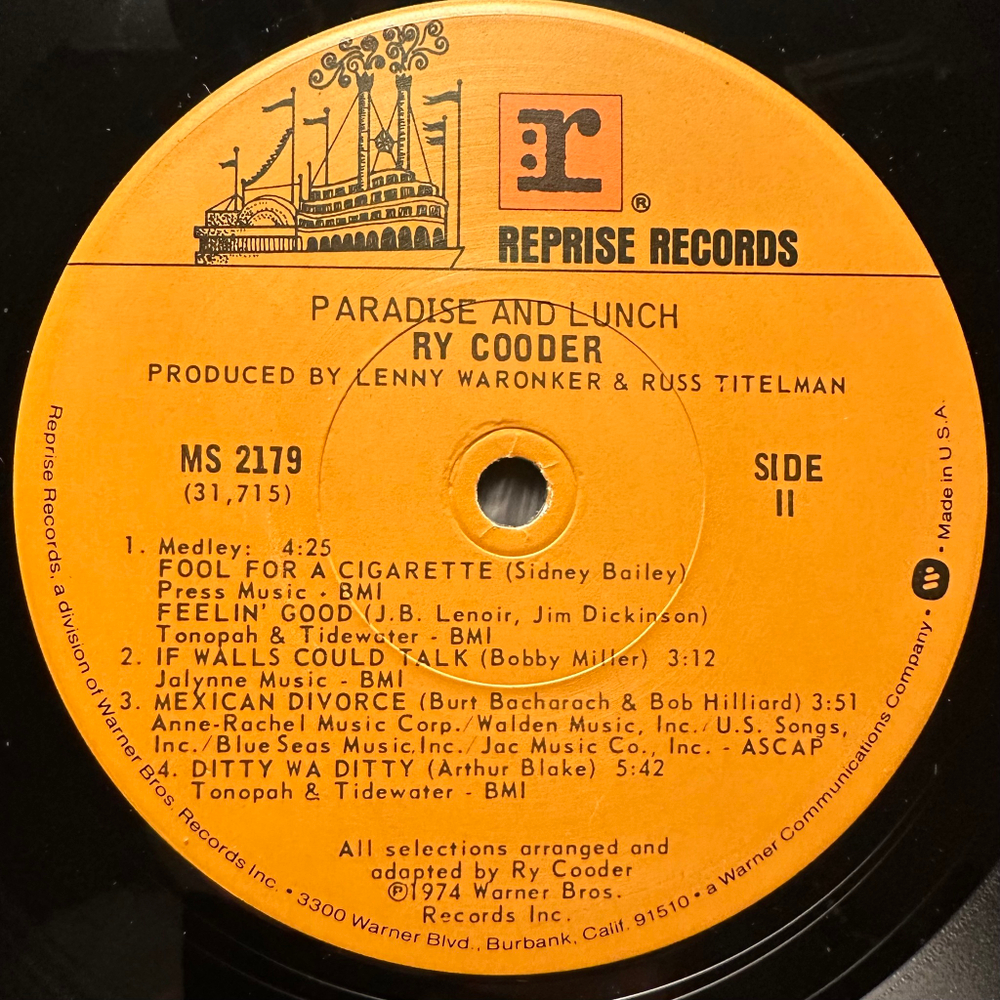 r
®
REPRISE RECORDS
PARADISE AND LUNCH
RY COODER
PRODUCED BY LENNY WARONKER & RUSS TITELMAN
MS 2179
(31,715)
SIDE
II
1. Medley: 4:25
FOOL FOR A CIGARETTE (Sidney Bailey)
Press Music - BMI
FEELIN' GOOD (J.B. Lenoir, Jim Dickinson)
Tonopah & Tidewater - BMI
2. IF WALLS COULD TALK (Bobby Miller) 3:12
Jalynne Music - BMI
3. MEXICAN DIVORCE (Burt Bacharach & Bob Hilliard) 3:51
Anne-Rachel Music Corp./Walden Music, Inc./U.S. Songs,
Inc./Blue Seas Music,Inc./Jac Music Co., Inc. - ASCAP
4. DITTY WA DITTY (Arthur Blake) 5:42
Tonopah & Tidewater - BMI
All selections arranged and
adapted by Ry Cooder
℗1974 Warner Bros.
Records Inc.
Reprise Records, a division of Warner Bros. Records Inc. • 3300 Warner Blvd., Burbank, Calif. 91510 • a Warner Communications Company • W • Made in U.S.A.